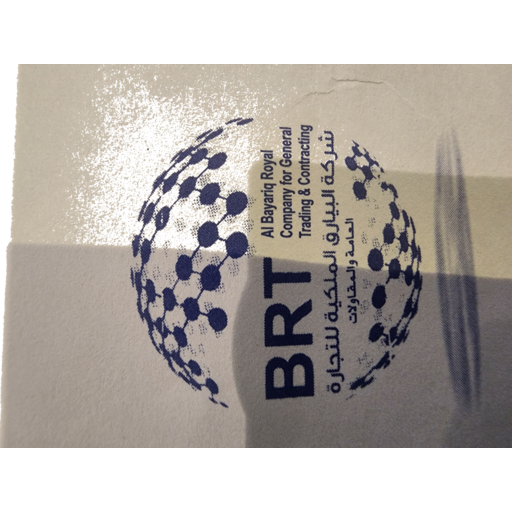 BRT
Al Bayariq Royal
Company for General
Trading & Contracting
شركة البيارق الملكية للتجارة
العامة والمقاولات